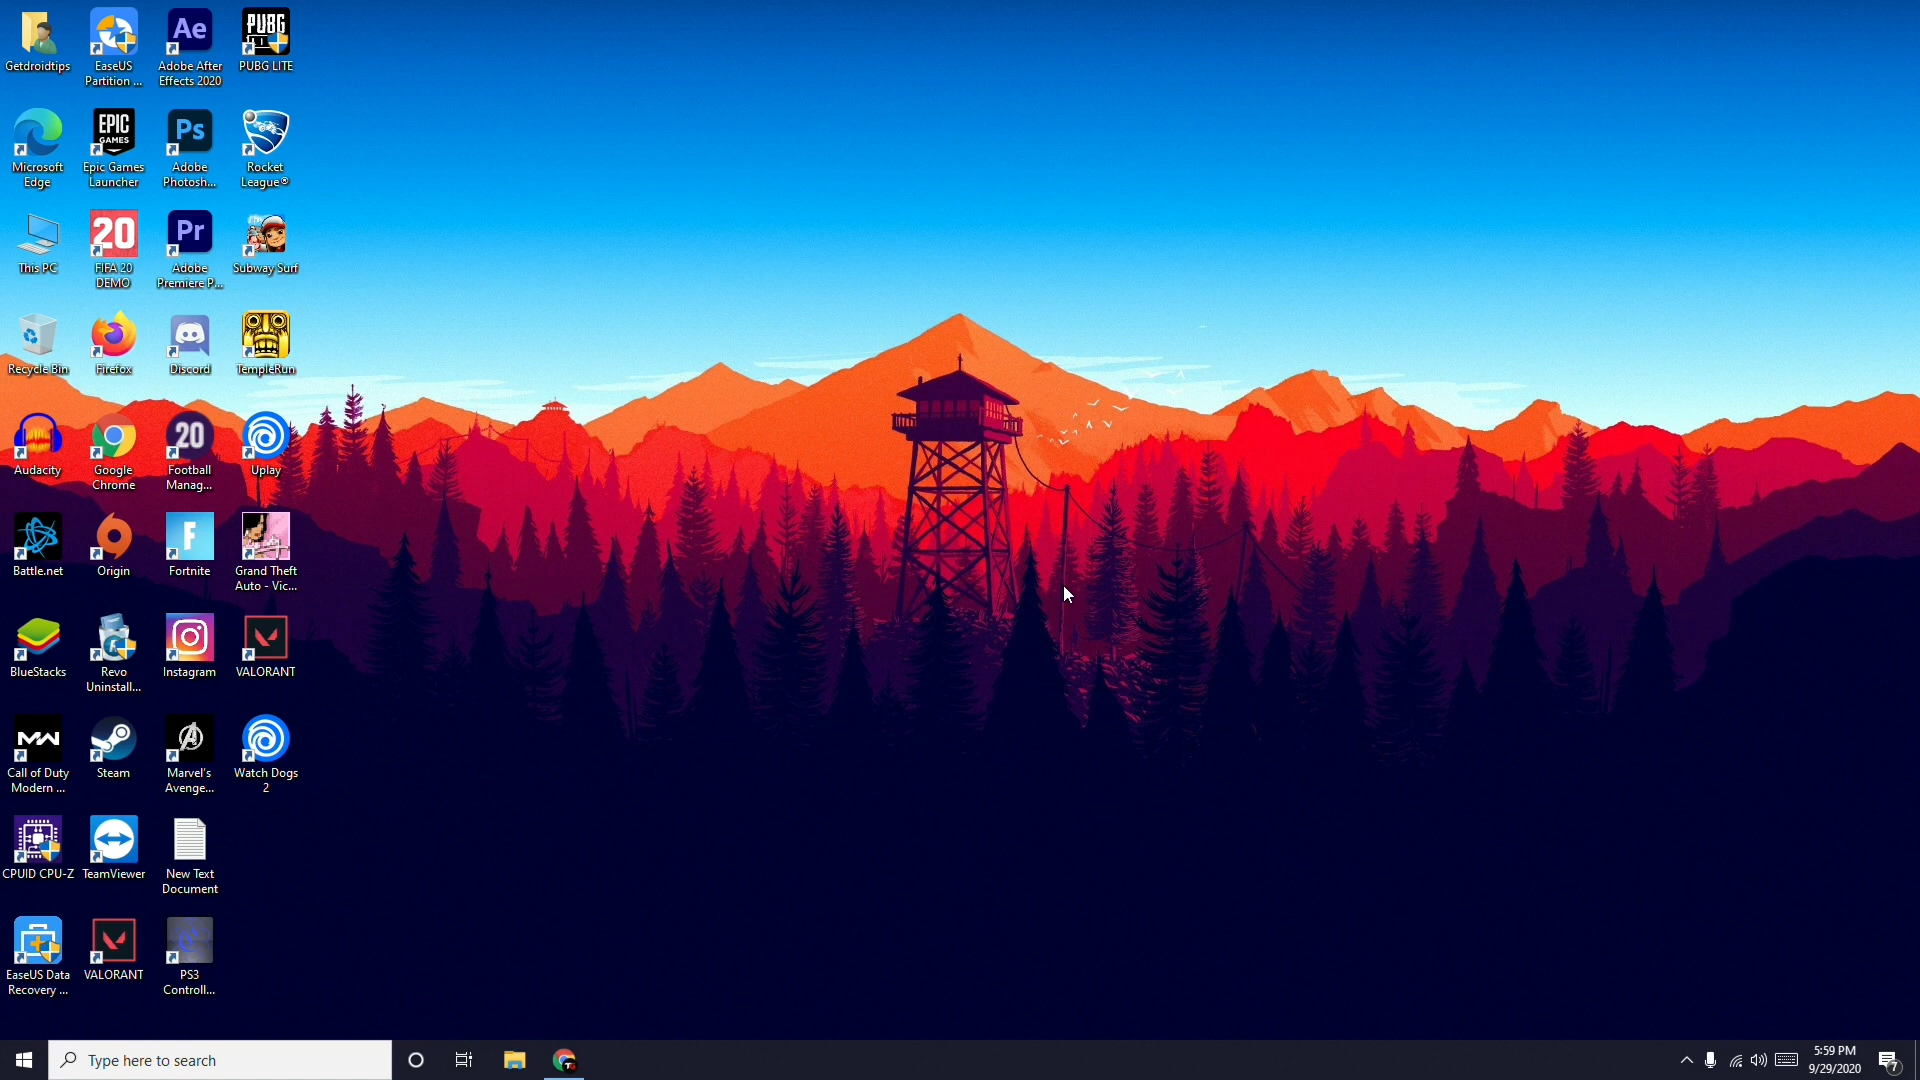 Getdroidtips
EaseUS
Partition ...
Ae
Adobe After
Effects 2020
PUBG
PUBG LITE
Microsoft
Edge
EPIC
GAMES
Epic Games
Launcher
Ps
Adobe
Photosh...
Rocket
League®
This PC
20
FIFA 20
DEMO
Pr
Adobe
Premiere P...
Subway Surf
Recycle Bin
Firefox
Discord
TempleRun
Audacity
Google
Chrome
20
Football
Manag...
Uplay
Battle.net
Origin
F
Fortnite
Grand Theft
Auto - Vic...
BlueStacks
Revo
Uninstall...
Instagram
VALORANT
MW
Call of Duty
Modern ...
Steam
A
Marvel's
Avenge...
Watch Dogs
2
CPUID CPU-Z
TeamViewer
New Text
Document
EaseUS Data
Recovery ...
VALORANT
PS3
Controll...
Type here to search
5:59 PM
9/29/2020
7